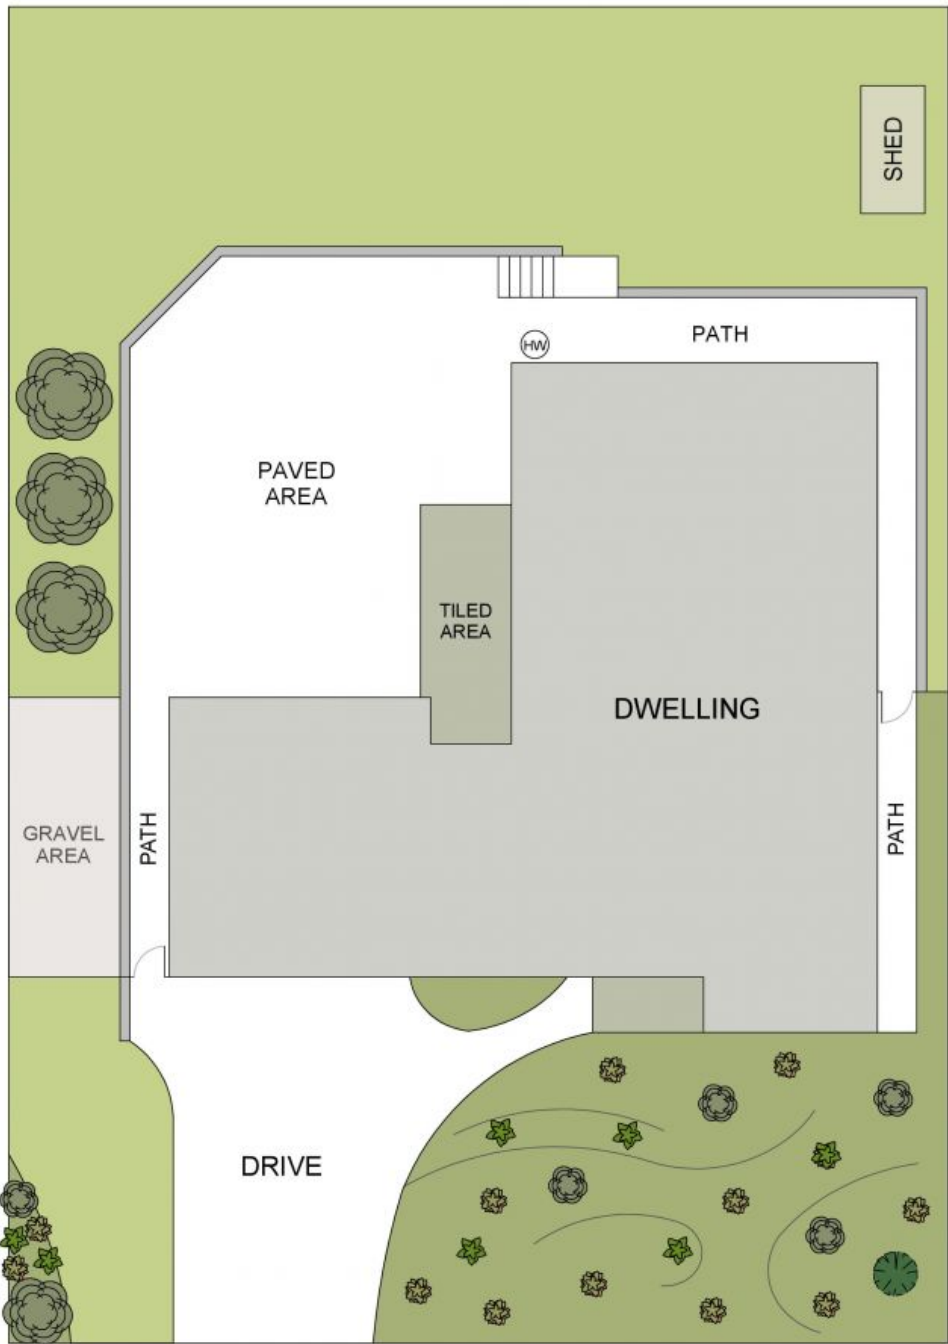 SHED
PATH
HW
PAVED
AREA
TILED
AREA
DWELLING
GRAVEL
AREA
PATH
PATH
DRIVE